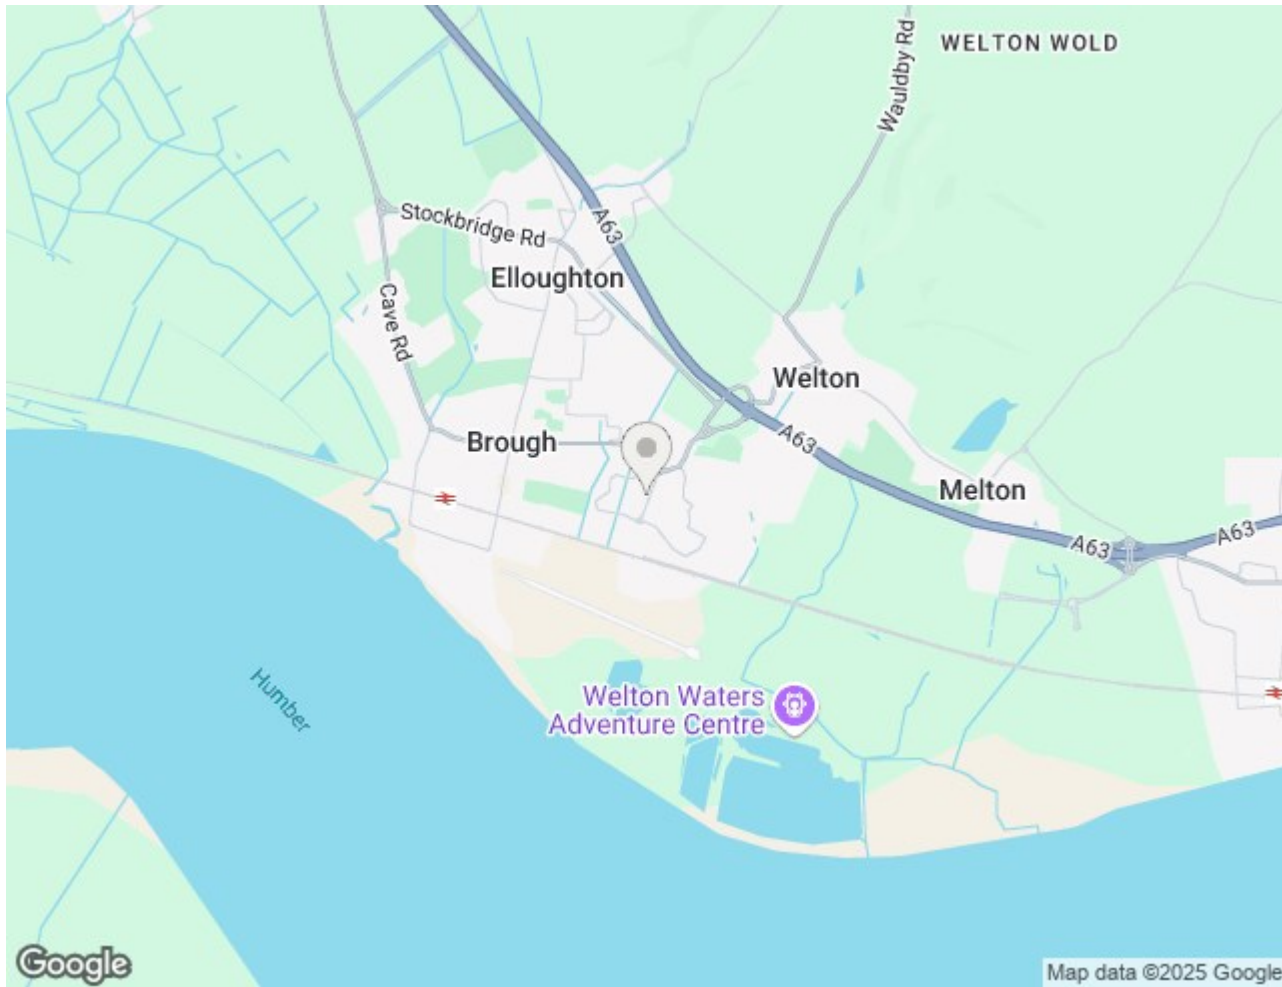 WELTON WOLD
Wauldby Rd
Stockbridge Rd
A63
Elloughton
Cave Rd
Welton
Brough
A63
Melton
A63
A63
Humber
Welton Waters
Adventure Centre
Google
Map data ©2025 Google